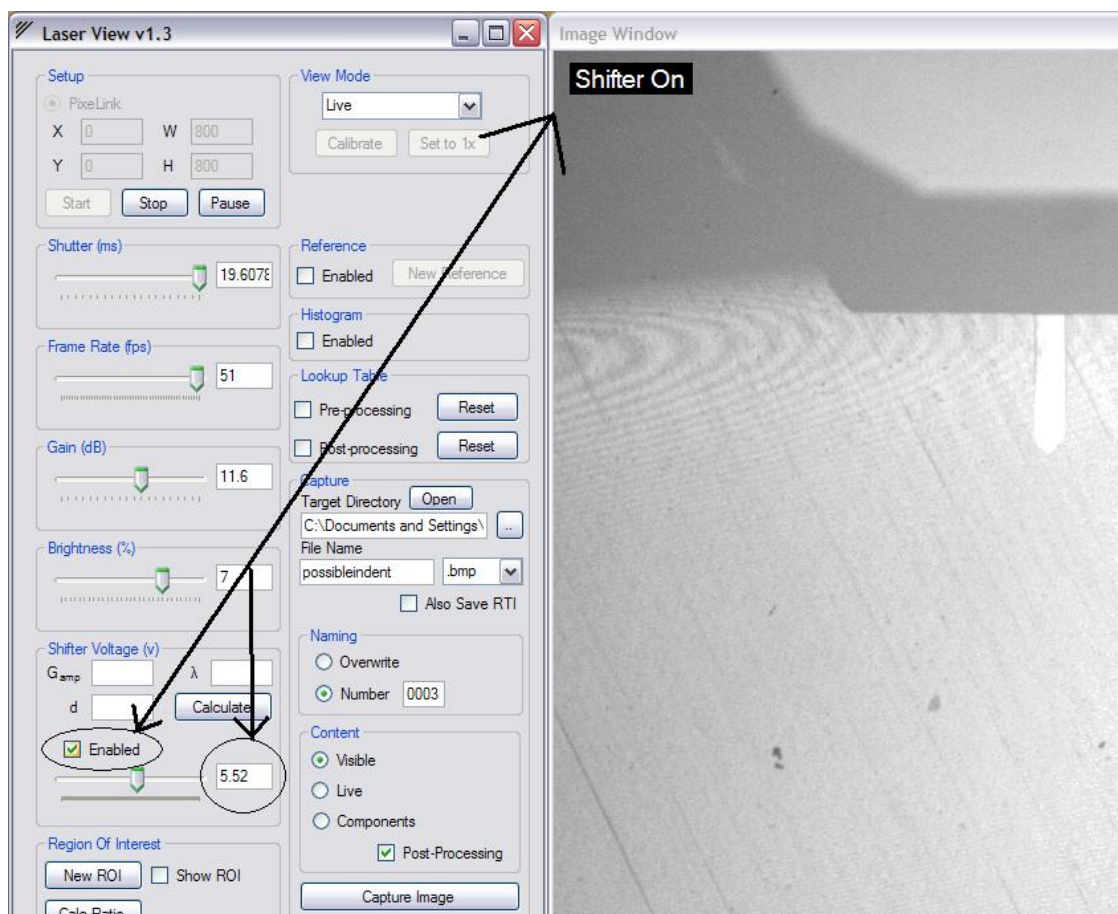 Laser View v1.3
Setup
PixeLink
X 0 W 800
Y 0 H 800
Start Stop Pause
Shutter (ms)
19.6078
Frame Rate (fps)
51
Gain (dB)
11.6
Brightness (%)
7
Shifter Voltage (v)
Gamp λ
d Calculate
Enabled
5.52
Region Of Interest
New ROI Show ROI
Calc Ratio
View Mode
Live
Calibrate Set to 1x
Reference
Enabled New Reference
Histogram
Enabled
Lookup Table
Pre-processing Reset
Post-processing Reset
Capture
Target Directory Open
C:\Documents and Settings\ ..
File Name
possibleindent .bmp
Also Save RTI
Naming
Overwrite
Number 0003
Content
Visible
Live
Components
Post-Processing
Capture Image
Image Window
Shifter On